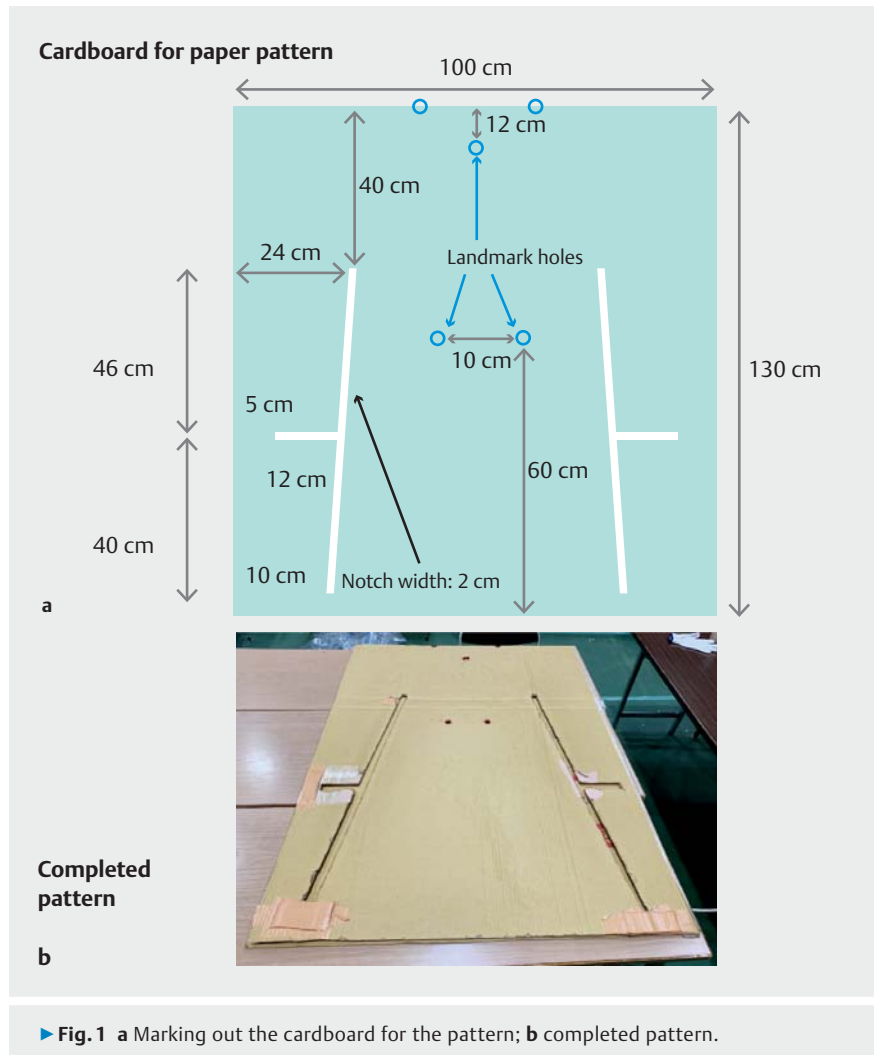 Cardboard for paper pattern
100 cm
12 cm
40 cm
24 cm
Landmark holes
46 cm
10 cm
130 cm
5 cm
12 cm
60 cm
40 cm
10 cm
Notch width: 2 cm
a
Completed
pattern
b
►Fig. 1 a Marking out the cardboard for the pattern; b completed pattern.